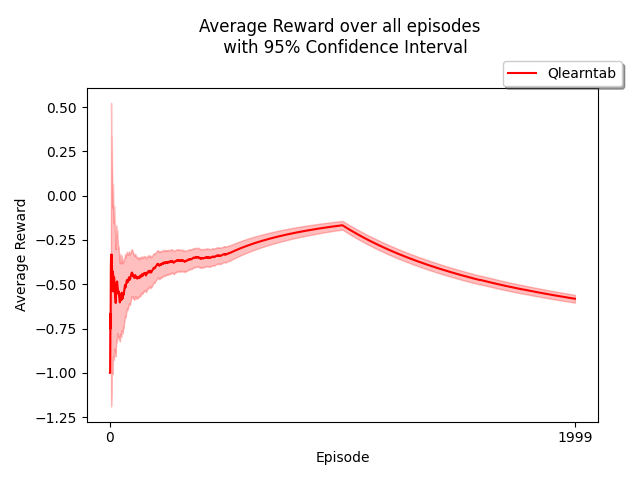 Average Reward over all episodes
with 95% Confidence Interval
Qlearntab
0.50
0.25
0.00
−0.25
−0.50
−0.75
−1.00
−1.25
Average Reward
0
1999
Episode